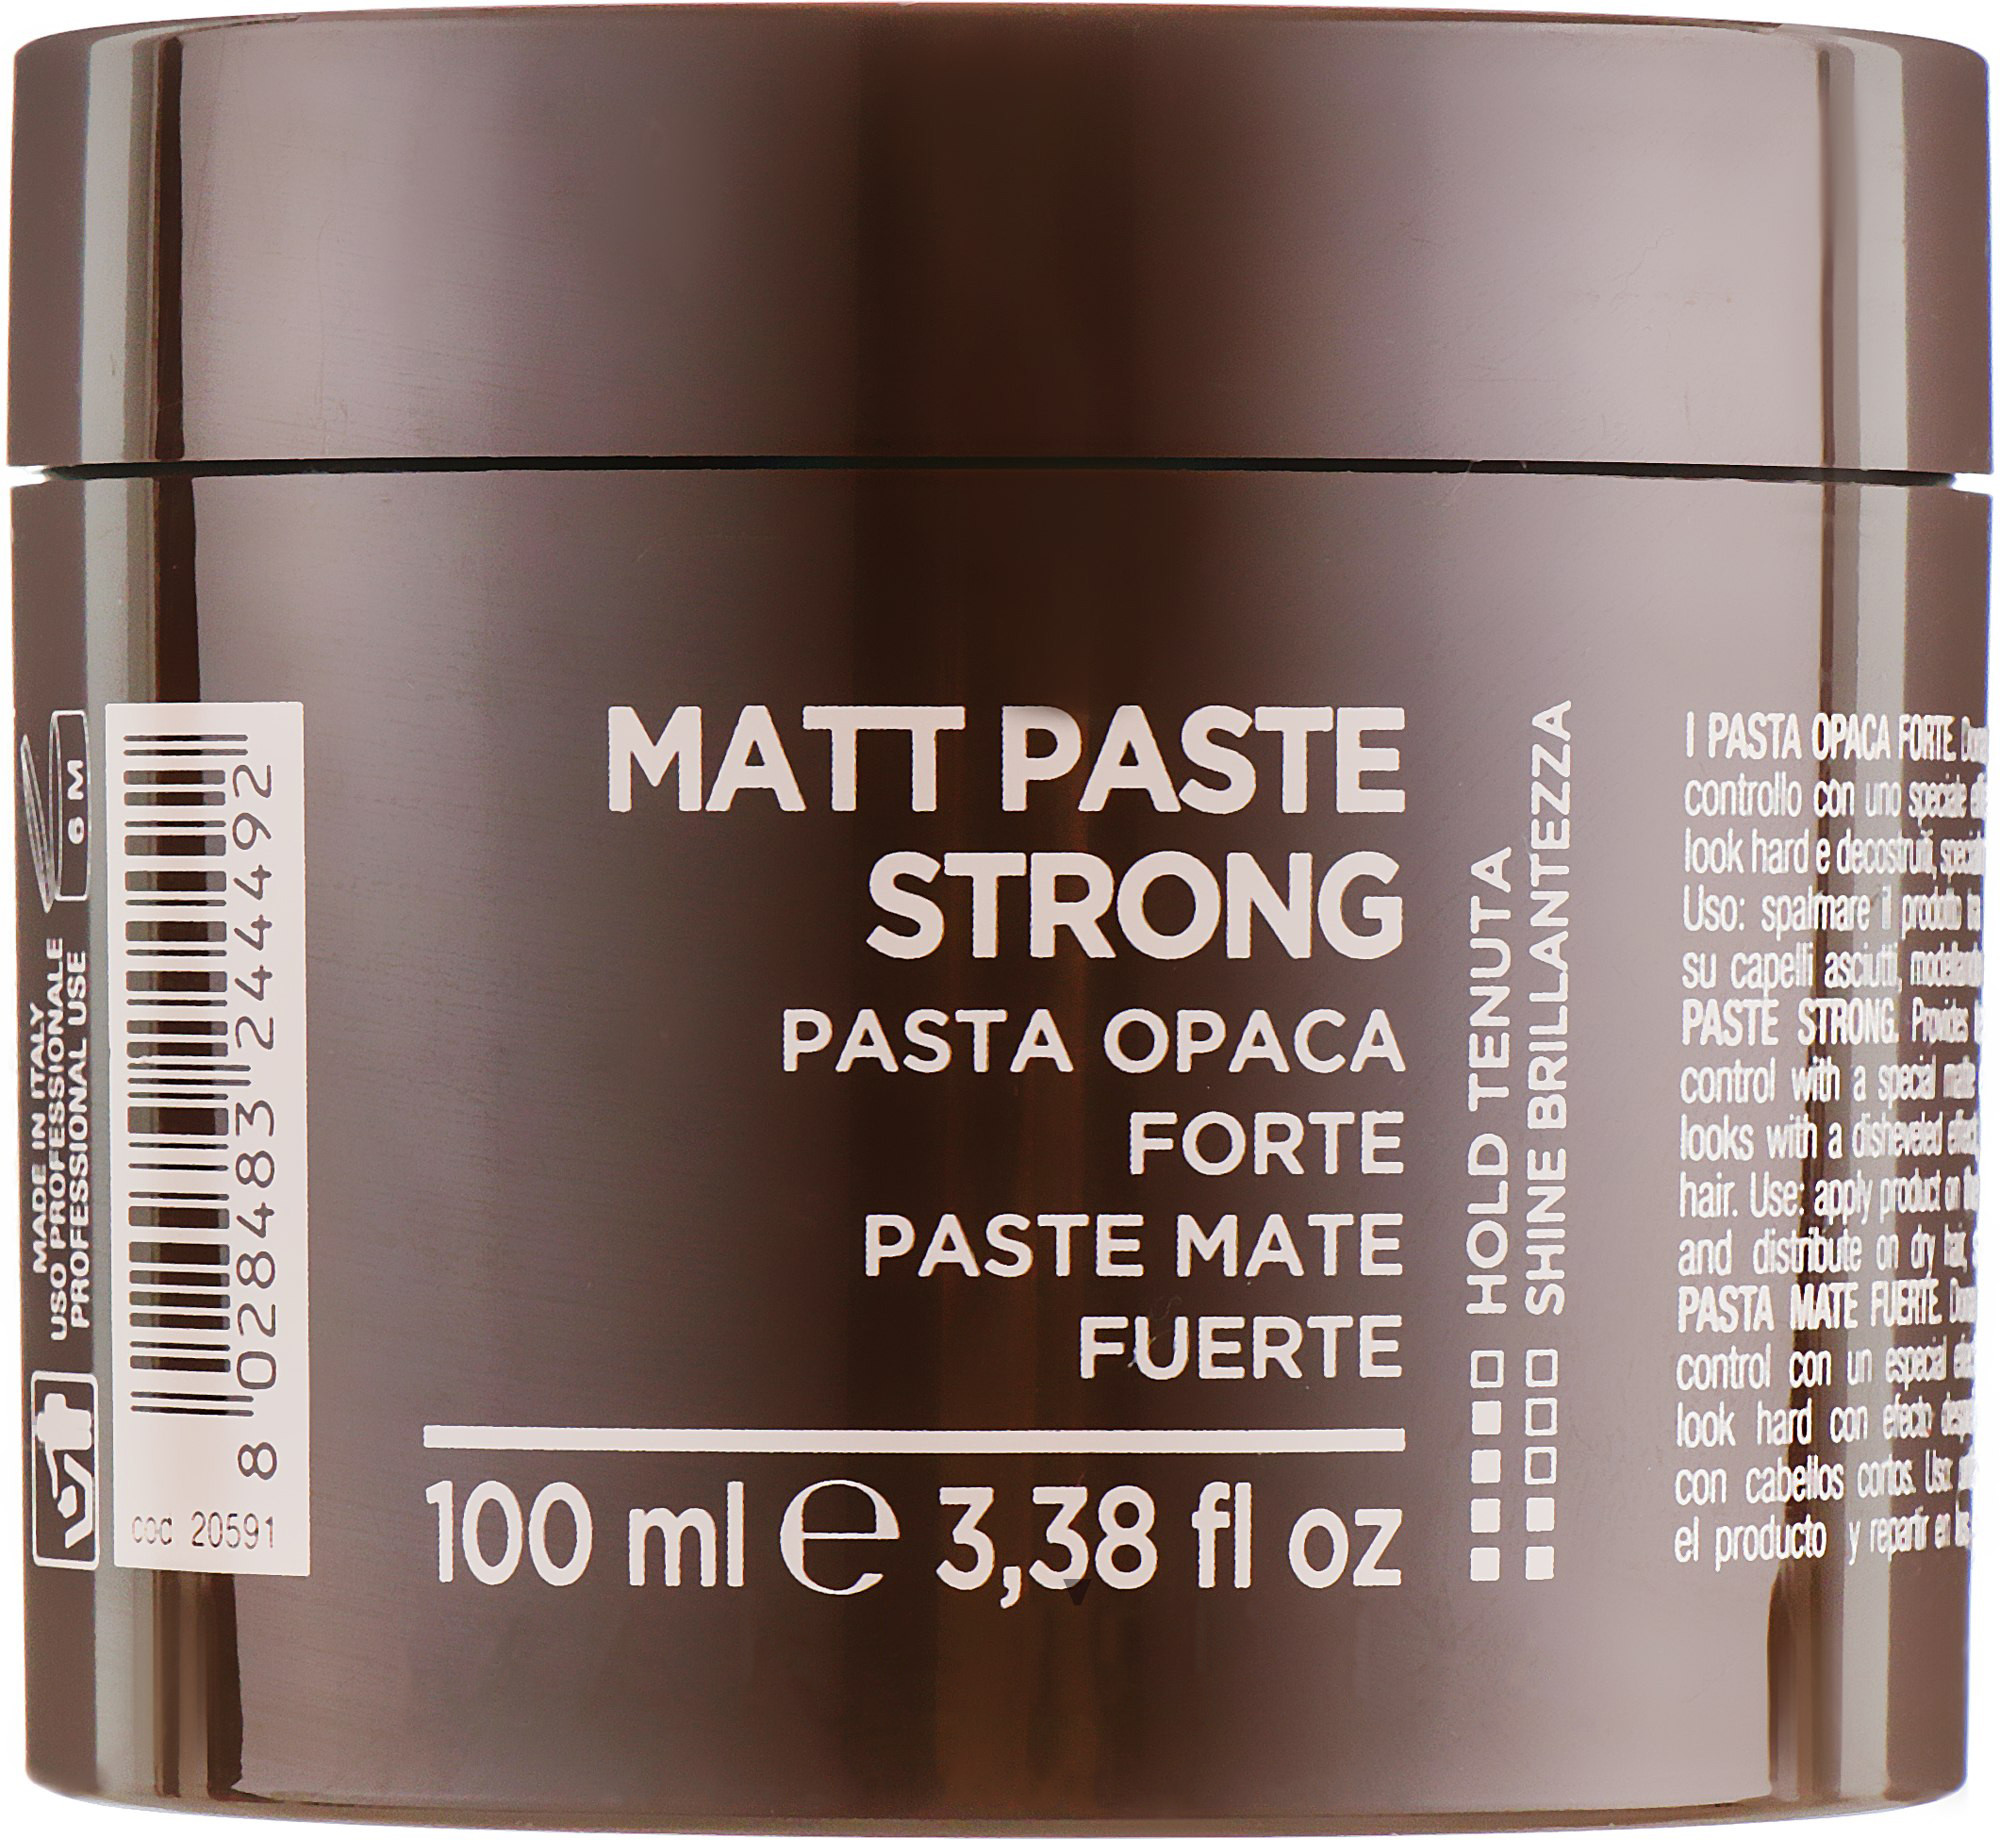 MATT PASTE
STRONG
PASTA OPACA
FORTE
PASTE MATE
FUERTE
100 ml ℮ 3,38 fl oz
HOLD TENUTA
SHINE BRILLANTEZZA
6 M
MADE IN ITALY
USO PROFESSIONALE
PROFESSIONAL USE
8 028483 244492
cod 20591
I PASTA OPACA FORTE.
controllo con uno speciale
look hard e decostruiti,
Uso: spalmare il prodotto
su capelli asciutti,
PASTE STRONG. Provides
control with a special
looks with a disheveled
hair. Use: apply product on
and distribute on dry hair,
PASTA MATE FUERTE.
control con un especial
look hard con efecto
con cabellos cortos. Uso:
el producto y repartir en